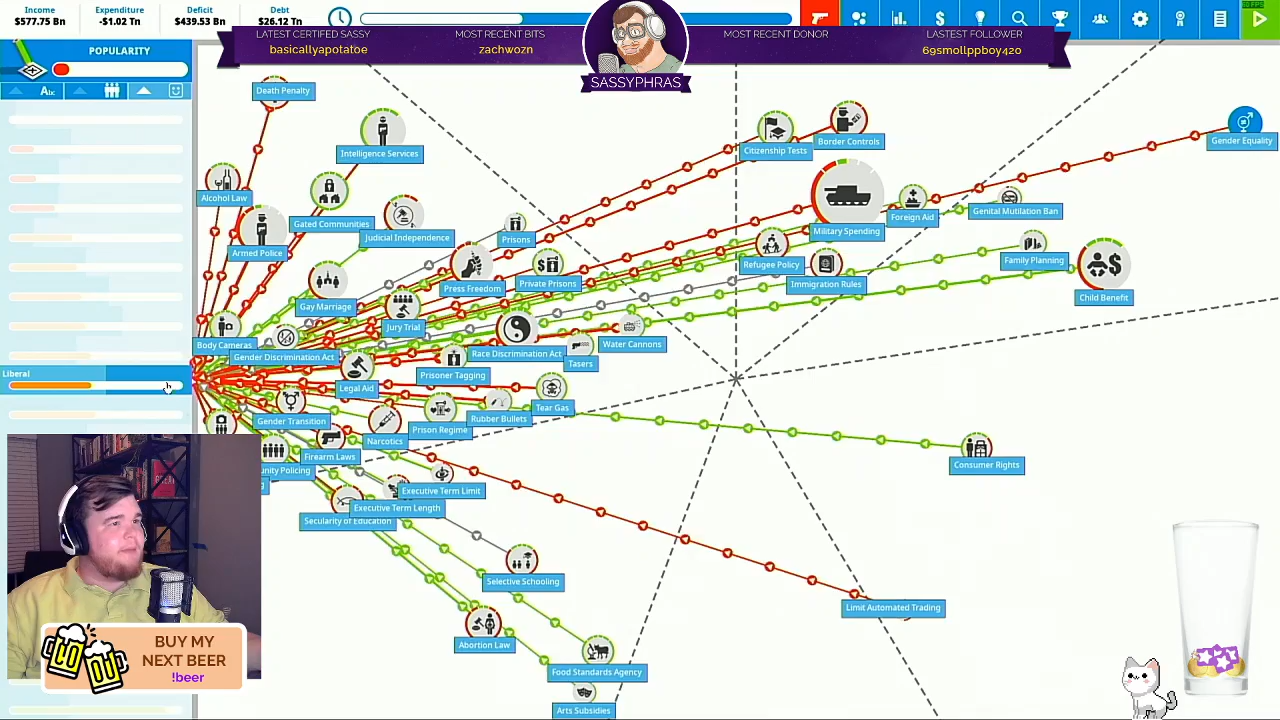 Income
Expenditure
Deficit
Debt
$577.75 Bn
-$1.02 Tn
$439.53 Bn
$26.12 Tn
LATEST CERTIFED SASSY
basicallyapotatoe
MOST RECENT BITS
zachwozn
MOST RECENT DONOR
LASTEST FOLLOWER
69smollppboy420
SASSYPHRAS
POPULARITY
Death Penalty
Intelligence Services
Citizenship Tests
Border Controls
Gender Equality
Alcohol Law
Gated Communities
Judicial Independence
Armed Police
Prisons
Military Spending
Foreign Aid
Genital Mutilation Ban
Refugee Policy
Immigration Rules
Family Planning
Child Benefit
Press Freedom
Private Prisons
Gay Marriage
Jury Trial
Body Cameras
Gender Discrimination Act
Race Discrimination Act
Water Cannons
Tasers
Liberal
Legal Aid
Prisoner Tagging
Tear Gas
Gender Transition
Rubber Bullets
Prison Regime
Narcotics
Firearm Laws
unity Policing
Consumer Rights
Executive Term Limit
Executive Term Length
Secularity of Education
Selective Schooling
Limit Automated Trading
Abortion Law
Food Standards Agency
Arts Subsidies
BUY MY
NEXT BEER
!beer